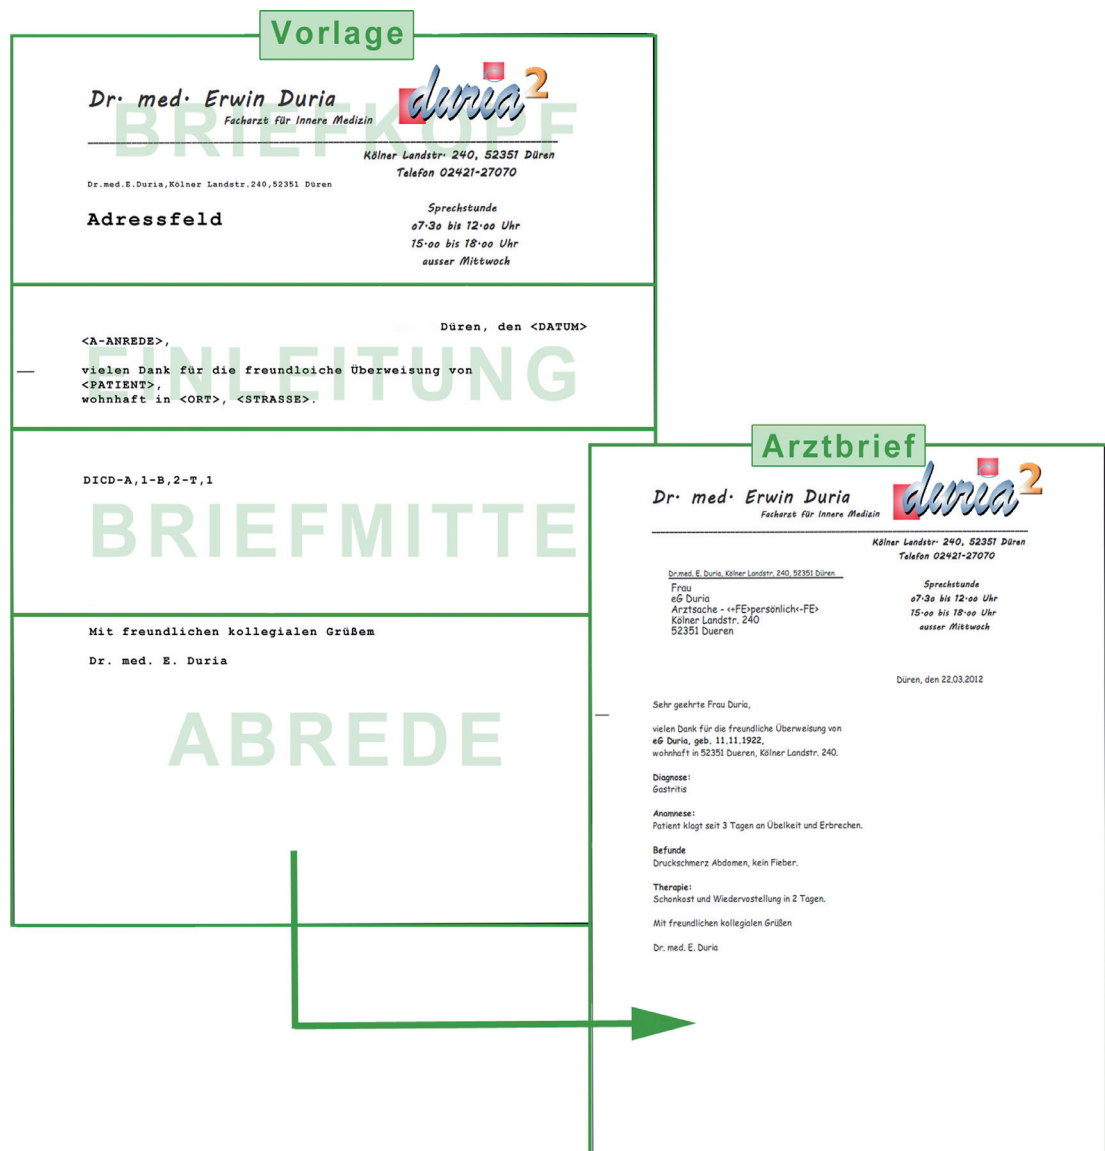 Vorlage
Dr. med. Erwin Duria
Facharzt für Innere Medizin
duria2
BRIEFKOPF
Kölner Landstr. 240, 52351 Düren
Telefon 02421-27070
Dr.med.E.Duria,Kölner Landstr.240,52351 Düren
Adressfeld
Sprechstunde
07.30 bis 12.00 Uhr
15.00 bis 18.00 Uhr
ausser Mittwoch
Düren, den <DATUM>
<A-ANREDE>,
EINLEITUNG
vielen Dank für die freundloiche Überweisung von
<PATIENT>,
wohnhaft in <ORT>, <STRASSE>.
DICD-A,1-B,2-T,1
BRIEFMITTE
Mit freundlichen kollegialen Grüßem
Dr. med. E. Duria
ABREDE
Arztbrief
Dr. med. Erwin Duria
Facharzt für Innere Medizin
duria2
Kölner Landstr. 240, 52351 Düren
Telefon 02421-27070
Dr.med. E. Duria, Kölner Landstr. 240, 52351 Düren
Frau
eG Duria
Arztsache - <+FE>persönlich<-FE>
Kölner Landstr. 240
52351 Dueren
Sprechstunde
07.30 bis 12.00 Uhr
15.00 bis 18.00 Uhr
ausser Mittwoch
Düren, den 22.03.2012
Sehr geehrte Frau Duria,
vielen Dank für die freundliche Überweisung von
eG Duria, geb. 11.11.1922,
wohnhaft in 52351 Dueren, Kölner Landstr. 240.
Diagnose:
Gastritis
Anamnese:
Patient klagt seit 3 Tagen an Übelkeit und Erbrechen.
Befunde
Druckschmerz Abdomen, kein Fieber.
Therapie:
Schonkost und Wiedervostellung in 2 Tagen.
Mit freundlichen kollegialen Grüßen
Dr. med. E. Duria